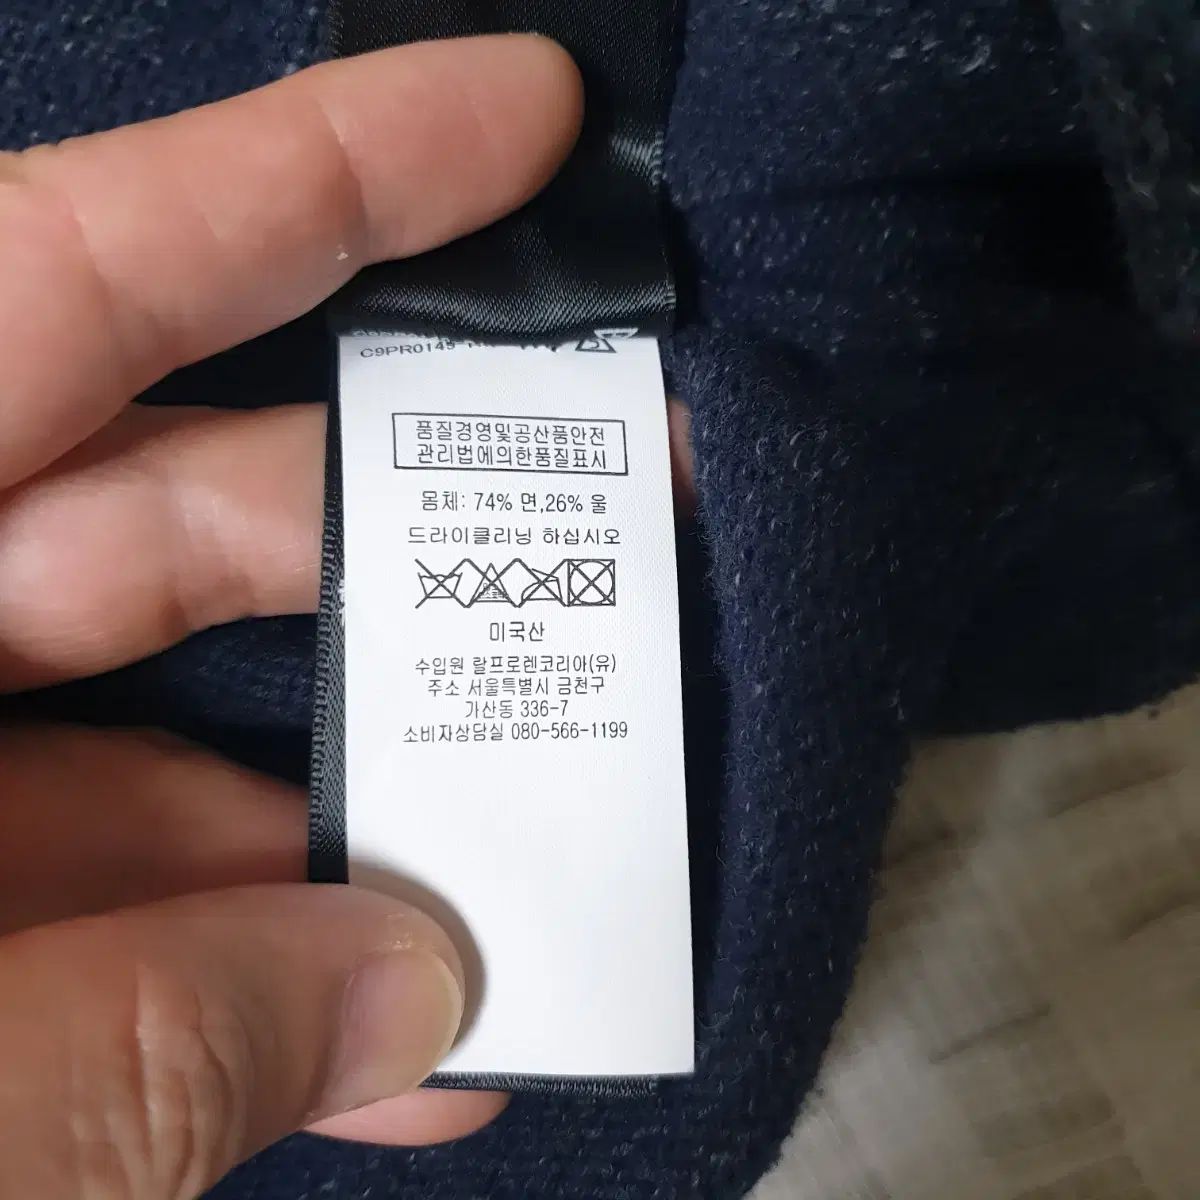 C9PR0145
품질경영및공산품안전
관리법에의한품질표시
몸체: 74% 면,26% 울
드라이클리닝 하십시오
미국산
수입원 랄프로렌코리아(유)
주소 서울특별시 금천구
가산동 336-7
소비자상담실 080-566-1199